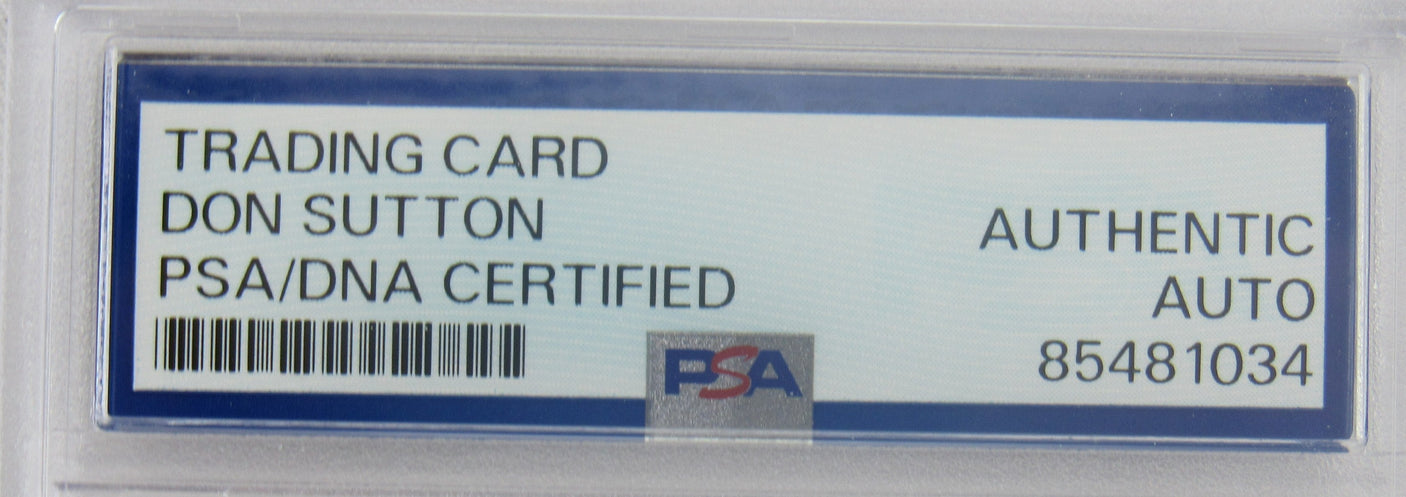 TRADING CARD
DON SUTTON
PSA/DNA CERTIFIED
AUTHENTIC
AUTO
85481034
PSA